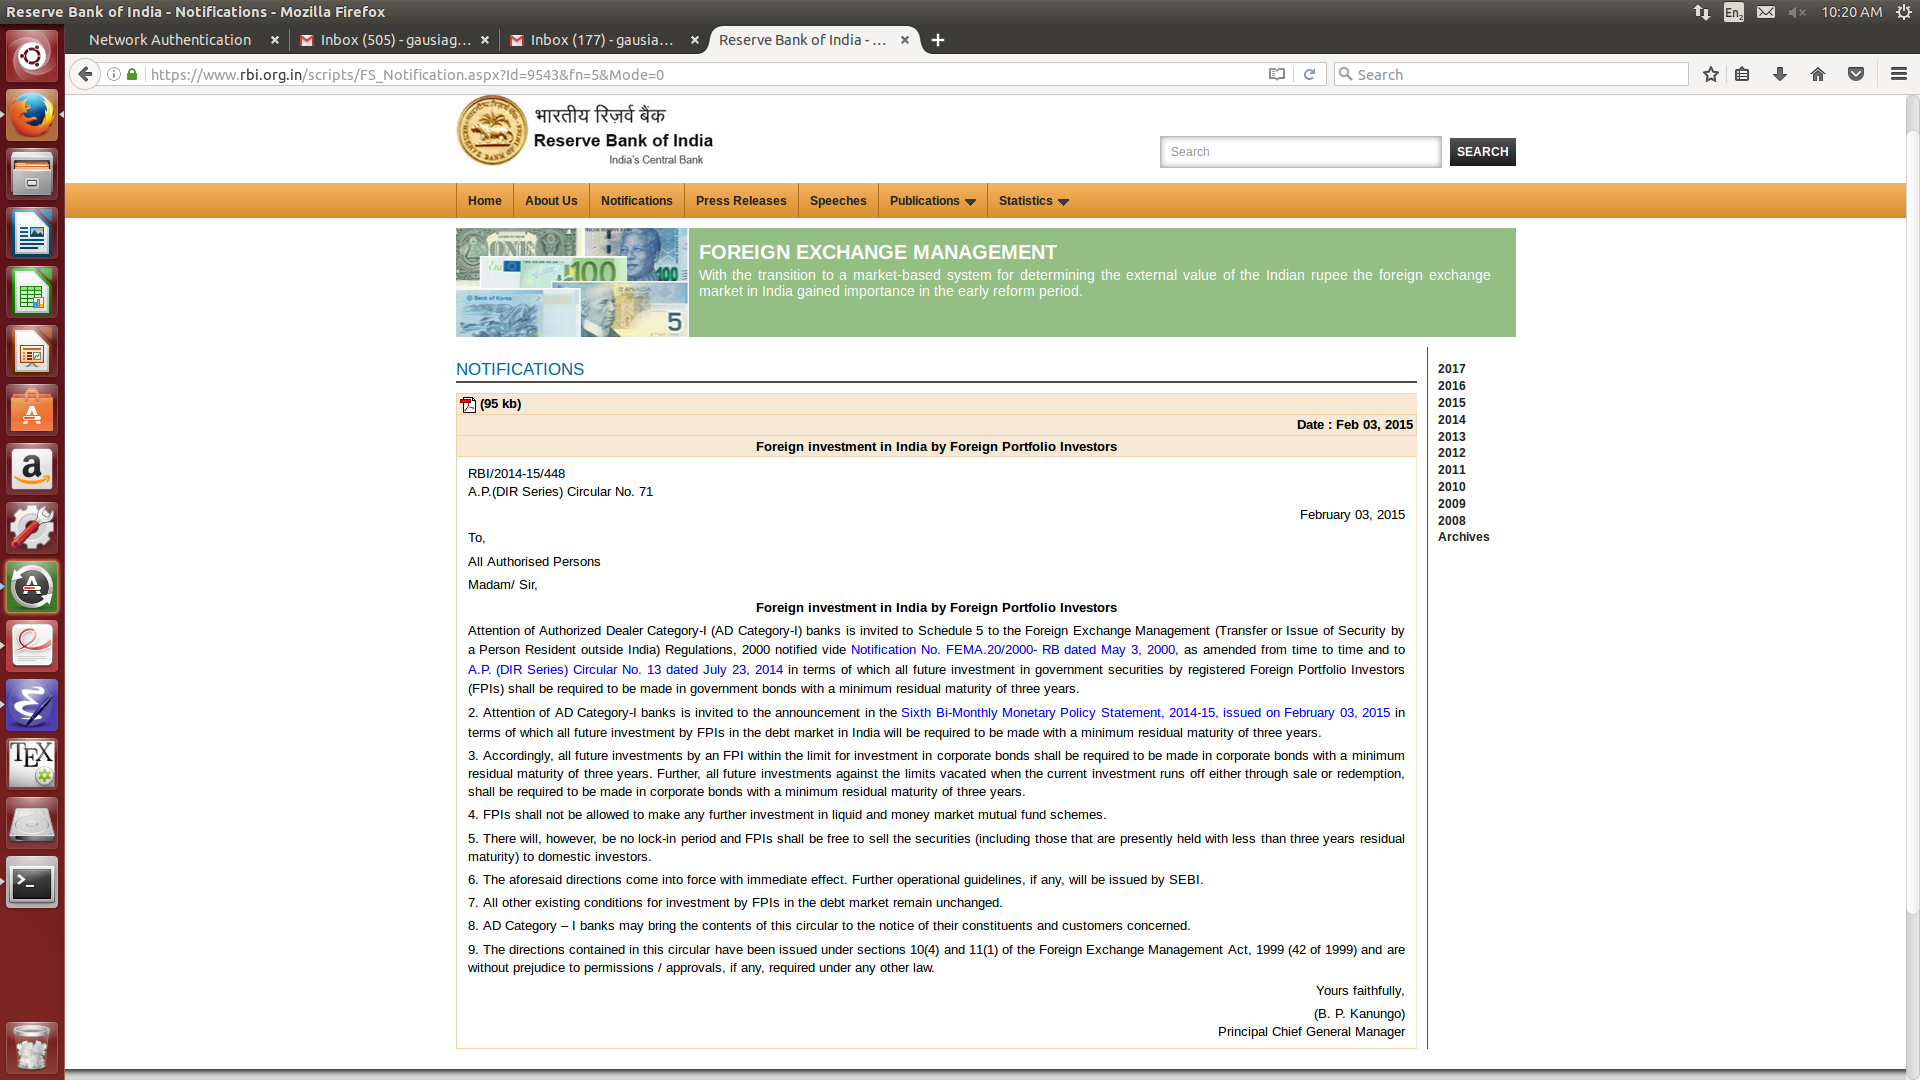 Reserve Bank of India - Notifications - Mozilla Firefox
En2
10:20 AM
Network Authentication
Inbox (505) - gausiag...
Inbox (177) - gausia...
Reserve Bank of India - ...
https://www.rbi.org.in/scripts/FS_Notification.aspx?Id=9543&fn=5&Mode=0
Search
भारतीय रिज़र्व बैंक
Reserve Bank of India
India's Central Bank
Search
SEARCH
Home
About Us
Notifications
Press Releases
Speeches
Publications
Statistics
ONE
100
100
Bank of Korea
CANADA
5
FOREIGN EXCHANGE MANAGEMENT
With the transition to a market-based system for determining the external value of the Indian rupee the foreign exchange
market in India gained importance in the early reform period.
NOTIFICATIONS
(95 kb)
Date : Feb 03, 2015
Foreign investment in India by Foreign Portfolio Investors
RBI/2014-15/448
A.P.(DIR Series) Circular No. 71
February 03, 2015
To,
All Authorised Persons
Madam/ Sir,
Foreign investment in India by Foreign Portfolio Investors
Attention of Authorized Dealer Category-I (AD Category-I) banks is invited to Schedule 5 to the Foreign Exchange Management (Transfer or Issue of Security by
a Person Resident outside India) Regulations, 2000 notified vide Notification No. FEMA.20/2000- RB dated May 3, 2000, as amended from time to time and to
A.P. (DIR Series) Circular No. 13 dated July 23, 2014 in terms of which all future investment in government securities by registered Foreign Portfolio Investors
(FPIs) shall be required to be made in government bonds with a minimum residual maturity of three years.
2. Attention of AD Category-I banks is invited to the announcement in the Sixth Bi-Monthly Monetary Policy Statement, 2014-15, issued on February 03, 2015 in
terms of which all future investment by FPIs in the debt market in India will be required to be made with a minimum residual maturity of three years.
3. Accordingly, all future investments by an FPI within the limit for investment in corporate bonds shall be required to be made in corporate bonds with a minimum
residual maturity of three years. Further, all future investments against the limits vacated when the current investment runs off either through sale or redemption,
shall be required to be made in corporate bonds with a minimum residual maturity of three years.
4. FPIs shall not be allowed to make any further investment in liquid and money market mutual fund schemes.
5. There will, however, be no lock-in period and FPIs shall be free to sell the securities (including those that are presently held with less than three years residual
maturity) to domestic investors.
6. The aforesaid directions come into force with immediate effect. Further operational guidelines, if any, will be issued by SEBI.
7. All other existing conditions for investment by FPIs in the debt market remain unchanged.
8. AD Category – I banks may bring the contents of this circular to the notice of their constituents and customers concerned.
9. The directions contained in this circular have been issued under sections 10(4) and 11(1) of the Foreign Exchange Management Act, 1999 (42 of 1999) and are
without prejudice to permissions / approvals, if any, required under any other law.
Yours faithfully,
(B. P. Kanungo)
Principal Chief General Manager
2017
2016
2015
2014
2013
2012
2011
2010
2009
2008
Archives
TEX